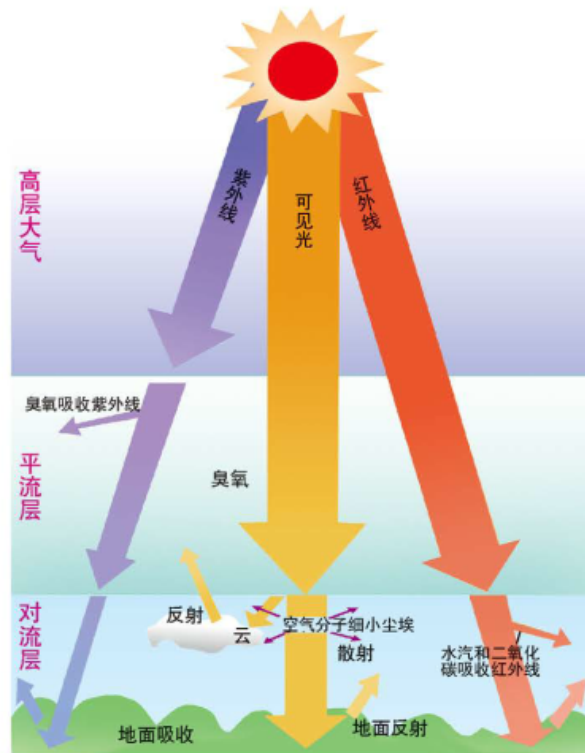 高层大气
紫外线
可见光
红外线
臭氧吸收紫外线
平流层
臭氧
对流层
反射
云
空气分子细小尘埃
散射
水汽和二氧化
碳吸收红外线
地面吸收
地面反射